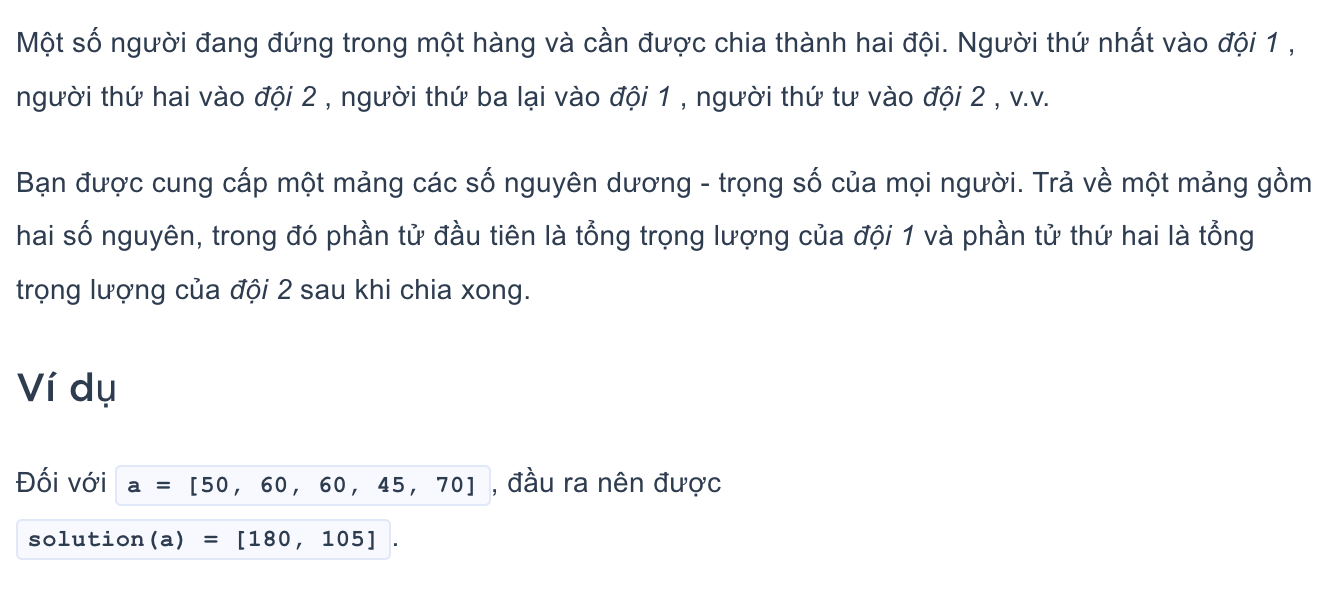 Một số người đang đứng trong một hàng và cần được chia thành hai đội. Người thứ nhất vào đội 1 ,
người thứ hai vào đội 2 , người thứ ba lại vào đội 1 , người thứ tư vào đội 2 , v.v.
Bạn được cung cấp một mảng các số nguyên dương - trọng số của mọi người. Trả về một mảng gồm
hai số nguyên, trong đó phần tử đầu tiên là tổng trọng lượng của đội 1 và phần tử thứ hai là tổng
trọng lượng của đội 2 sau khi chia xong.
Ví dụ
Đối với a = [50, 60, 60, 45, 70] , đầu ra nên được
solution(a) = [180, 105] .